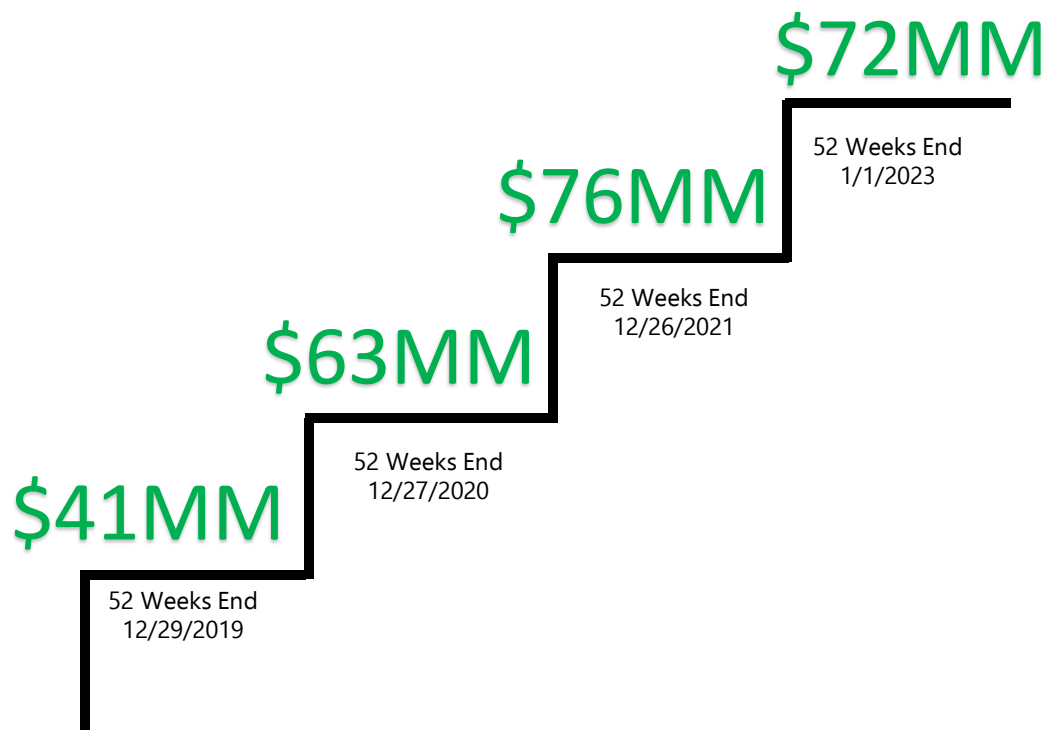 $72MM
52 Weeks End
1/1/2023
$76MM
52 Weeks End
12/26/2021
$63MM
52 Weeks End
12/27/2020
$41MM
52 Weeks End
12/29/2019